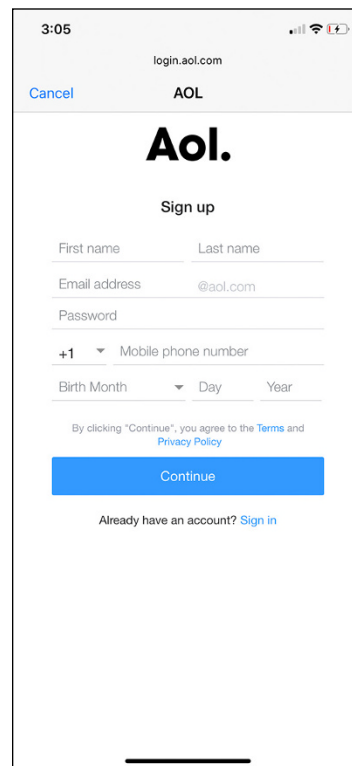 3:05
login.aol.com
Cancel AOL
Aol.
Sign up
First name Last name
Email address @aol.com
Password
+1 Mobile phone number
Birth Month Day Year
By clicking "Continue", you agree to the Terms and
Privacy Policy
Continue
Already have an account? Sign in